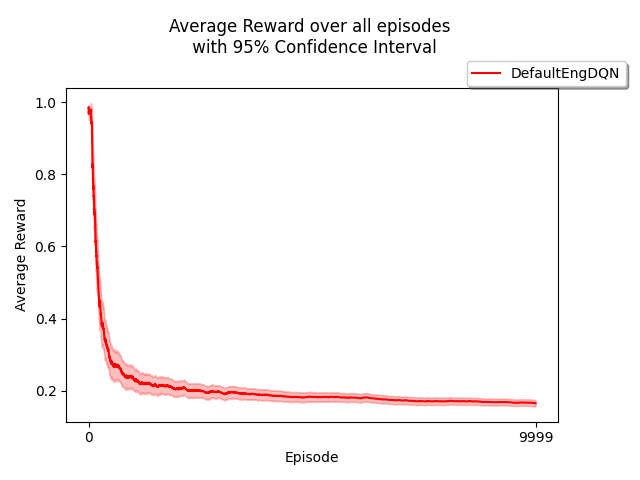 Average Reward over all episodes
with 95% Confidence Interval
DefaultEngDQN
1.0
0.8
0.6
0.4
0.2
Average Reward
0
9999
Episode